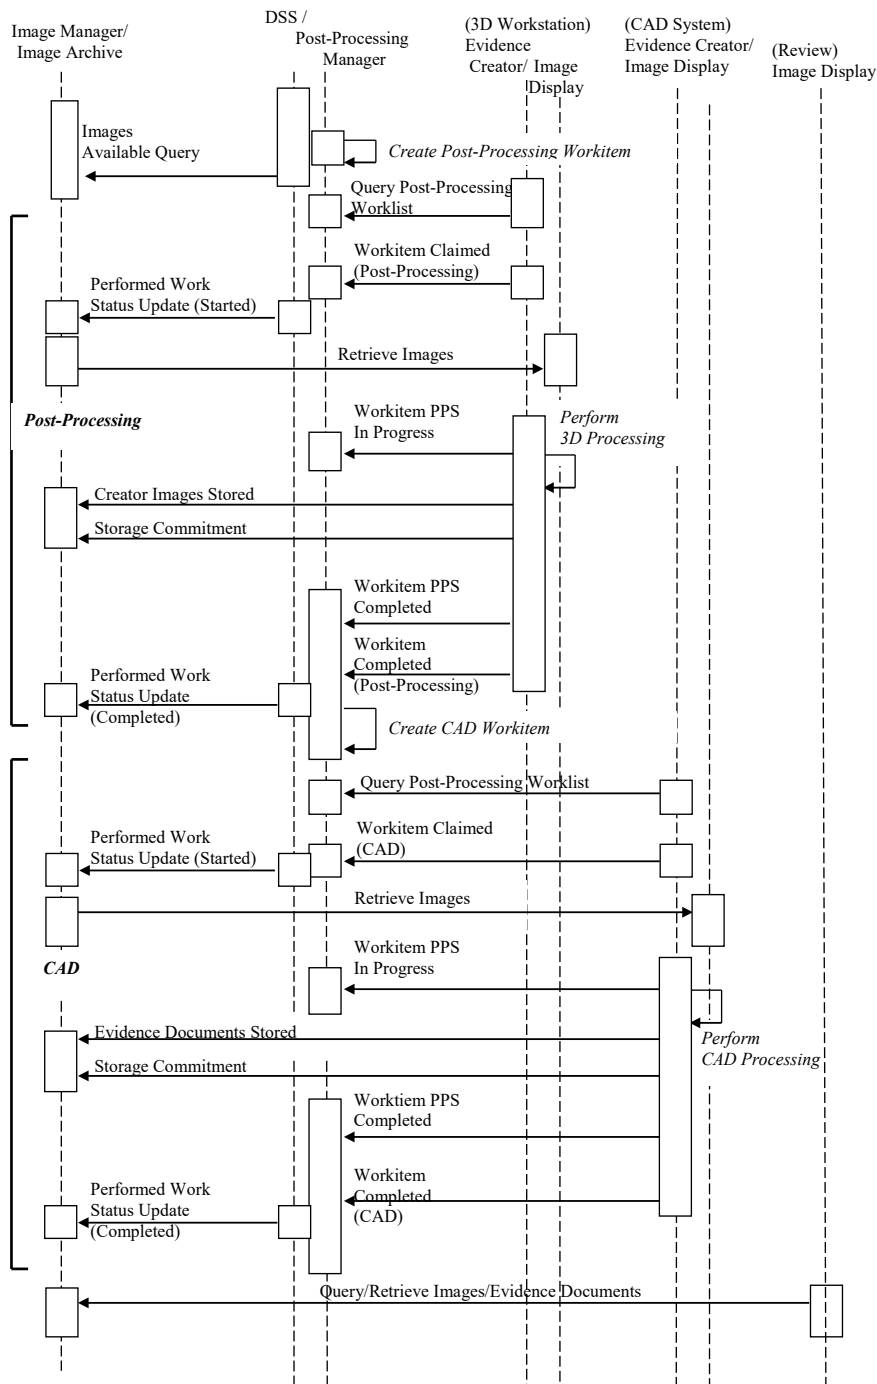 Image Manager/
Image Archive
DSS /
Post-Processing
Manager
(3D Workstation)
Evidence
Creator/ Image
Display
(CAD System)
Evidence Creator/
Image Display
(Review)
Image Display
Images
Available Query
Create Post-Processing Workitem
Query Post-Processing
Worklist
Workitem Claimed
(Post-Processing)
Performed Work
Status Update (Started)
Retrieve Images
Post-Processing
Workitem PPS
In Progress
Perform
3D Processing
Creator Images Stored
Storage Commitment
Workitem PPS
Completed
Workitem
Completed
(Post-Processing)
Performed Work
Status Update
(Completed)
Create CAD Workitem
Query Post-Processing Worklist
Workitem Claimed
(CAD)
Performed Work
Status Update (Started)
Retrieve Images
Workitem PPS
In Progress
CAD
Evidence Documents Stored
Perform
CAD Processing
Storage Commitment
Worktiem PPS
Completed
Workitem
Completed
(CAD)
Performed Work
Status Update
(Completed)
Query/Retrieve Images/Evidence Documents